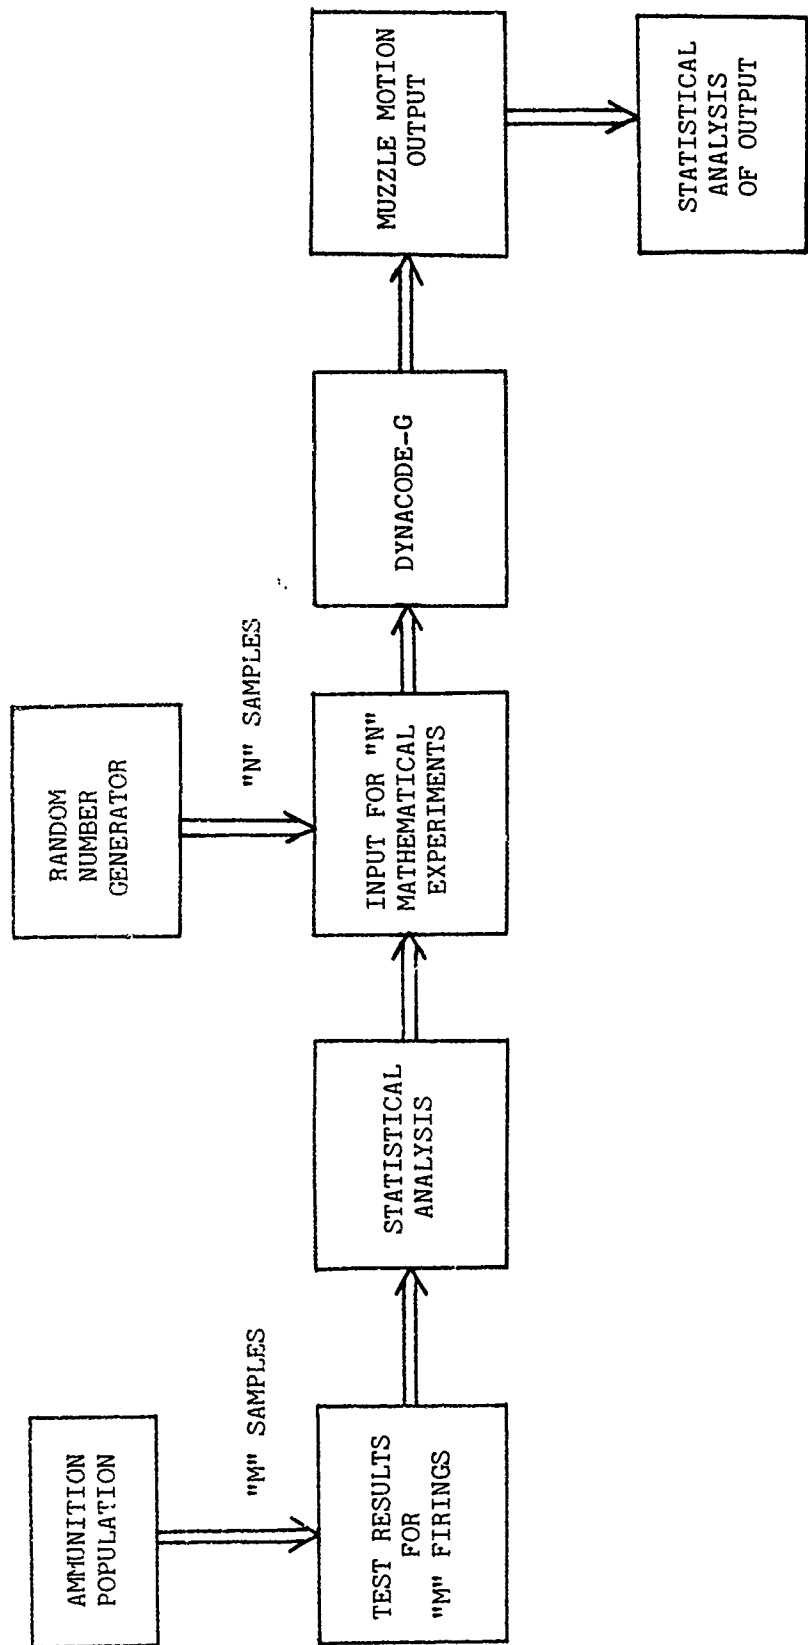 AMMUNITION
POPULATION
"M" SAMPLES
TEST RESULTS
FOR
"M" FIRINGS
STATISTICAL
ANALYSIS
RANDOM
NUMBER
GENERATOR
"N" SAMPLES
INPUT FOR "N"
MATHEMATICAL
EXPERIMENTS
DYNACODE-G
MUZZLE MOTION
OUTPUT
STATISTICAL
ANALYSIS
OF OUTPUT